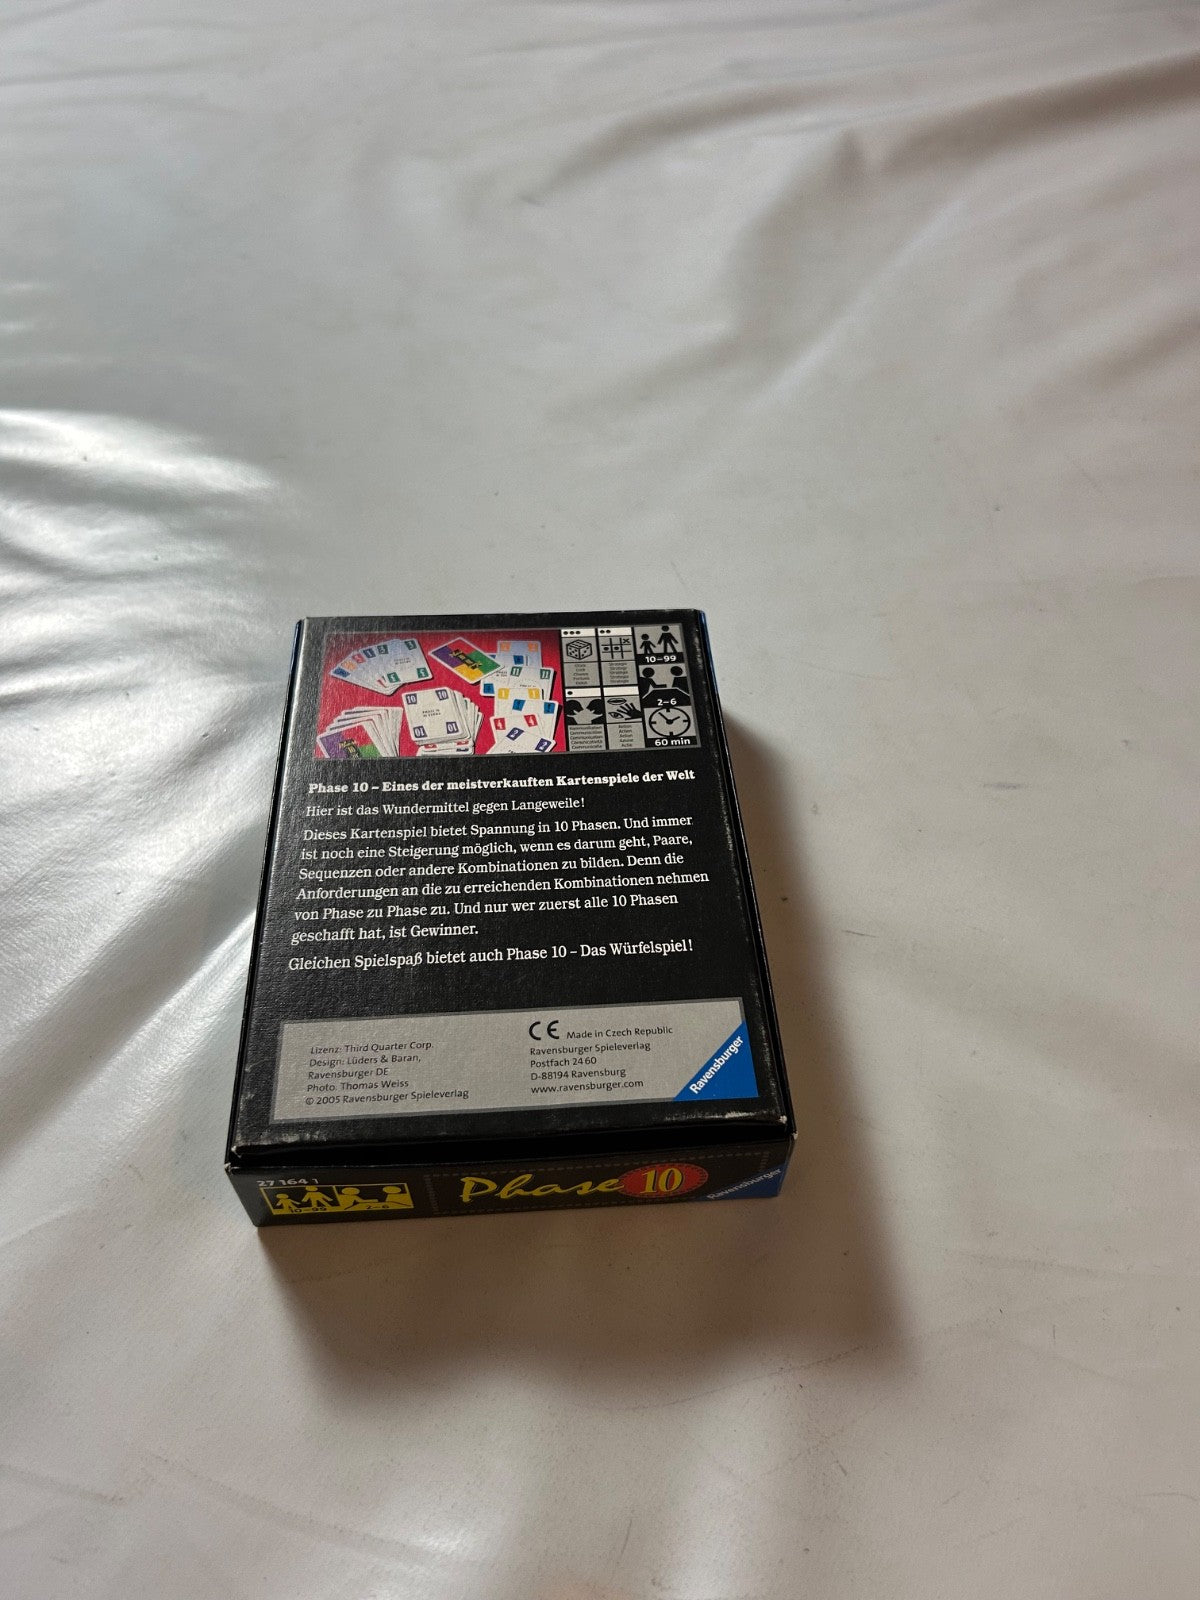 10–99
2–6
60 min
Phase 10 – Eines der meistverkauften Kartenspiele der Welt
Hier ist das Wundermittel gegen Langeweile!
Dieses Kartenspiel bietet Spannung in 10 Phasen. Und immer
ist noch eine Steigerung möglich, wenn es darum geht, Paare,
Sequenzen oder andere Kombinationen zu bilden. Denn die
Anforderungen an die zu erreichenden Kombinationen nehmen
von Phase zu Phase zu. Und nur wer zuerst alle 10 Phasen
geschafft hat, ist Gewinner.
Gleichen Spielspaß bietet auch Phase 10 – Das Würfelspiel!
Lizenz: Third Quarter Corp.
Design: Lüders & Baran,
Ravensburger DE
Photo: Thomas Weiss
© 2005 Ravensburger Spieleverlag
CE Made in Czech Republic
Ravensburger Spieleverlag
Postfach 24 60
D-88194 Ravensburg
www.ravensburger.com
Ravensburger
27 164 1
10–99
2–6
Phase 10
Ravensburger